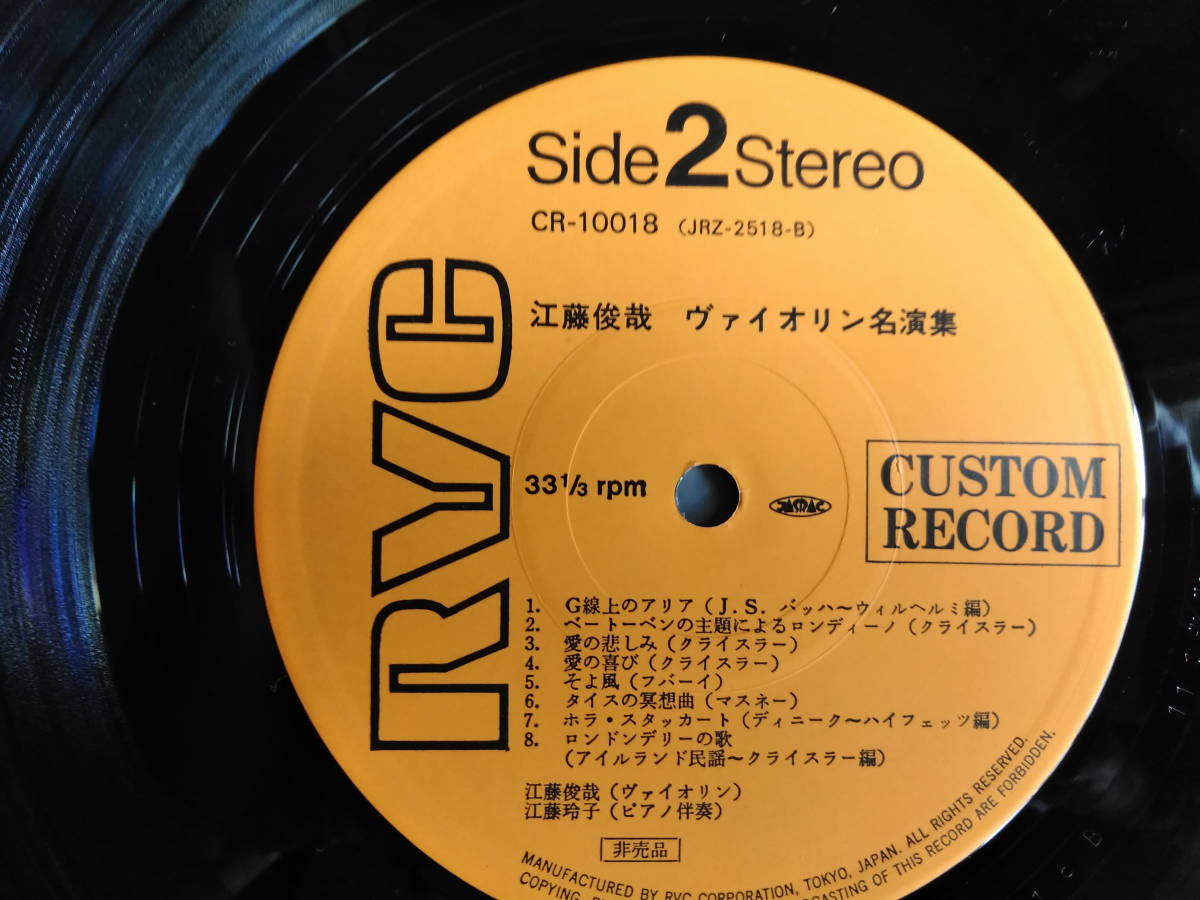 Side 2 Stereo
CR-10018 (JRZ-2518-B)
江藤俊哉 ヴァイオリン名演集
RVC
33 1/3 rpm
JASRAC
CUSTOM
RECORD
1. G線上のアリア(J.S. バッハ〜ウィルヘルミ編)
2. ベートーベンの主題によるロンディーノ(クライスラー)
3. 愛の悲しみ(クライスラー)
4. 愛の喜び(クライスラー)
5. そよ風(フバーイ)
6. タイスの冥想曲(マスネー)
7. ホラ・スタッカート(ディニーク〜ハイフェッツ編)
8. ロンドンデリーの歌
(アイルランド民謡〜クライスラー編)
江藤俊哉(ヴァイオリン)
江藤玲子(ピアノ伴奏)
非売品
MANUFACTURED BY RVC CORPORATION, TOKYO, JAPAN. ALL RIGHTS RESERVED.
COPYING, OF THIS RECORD ARE FORBIDDEN.